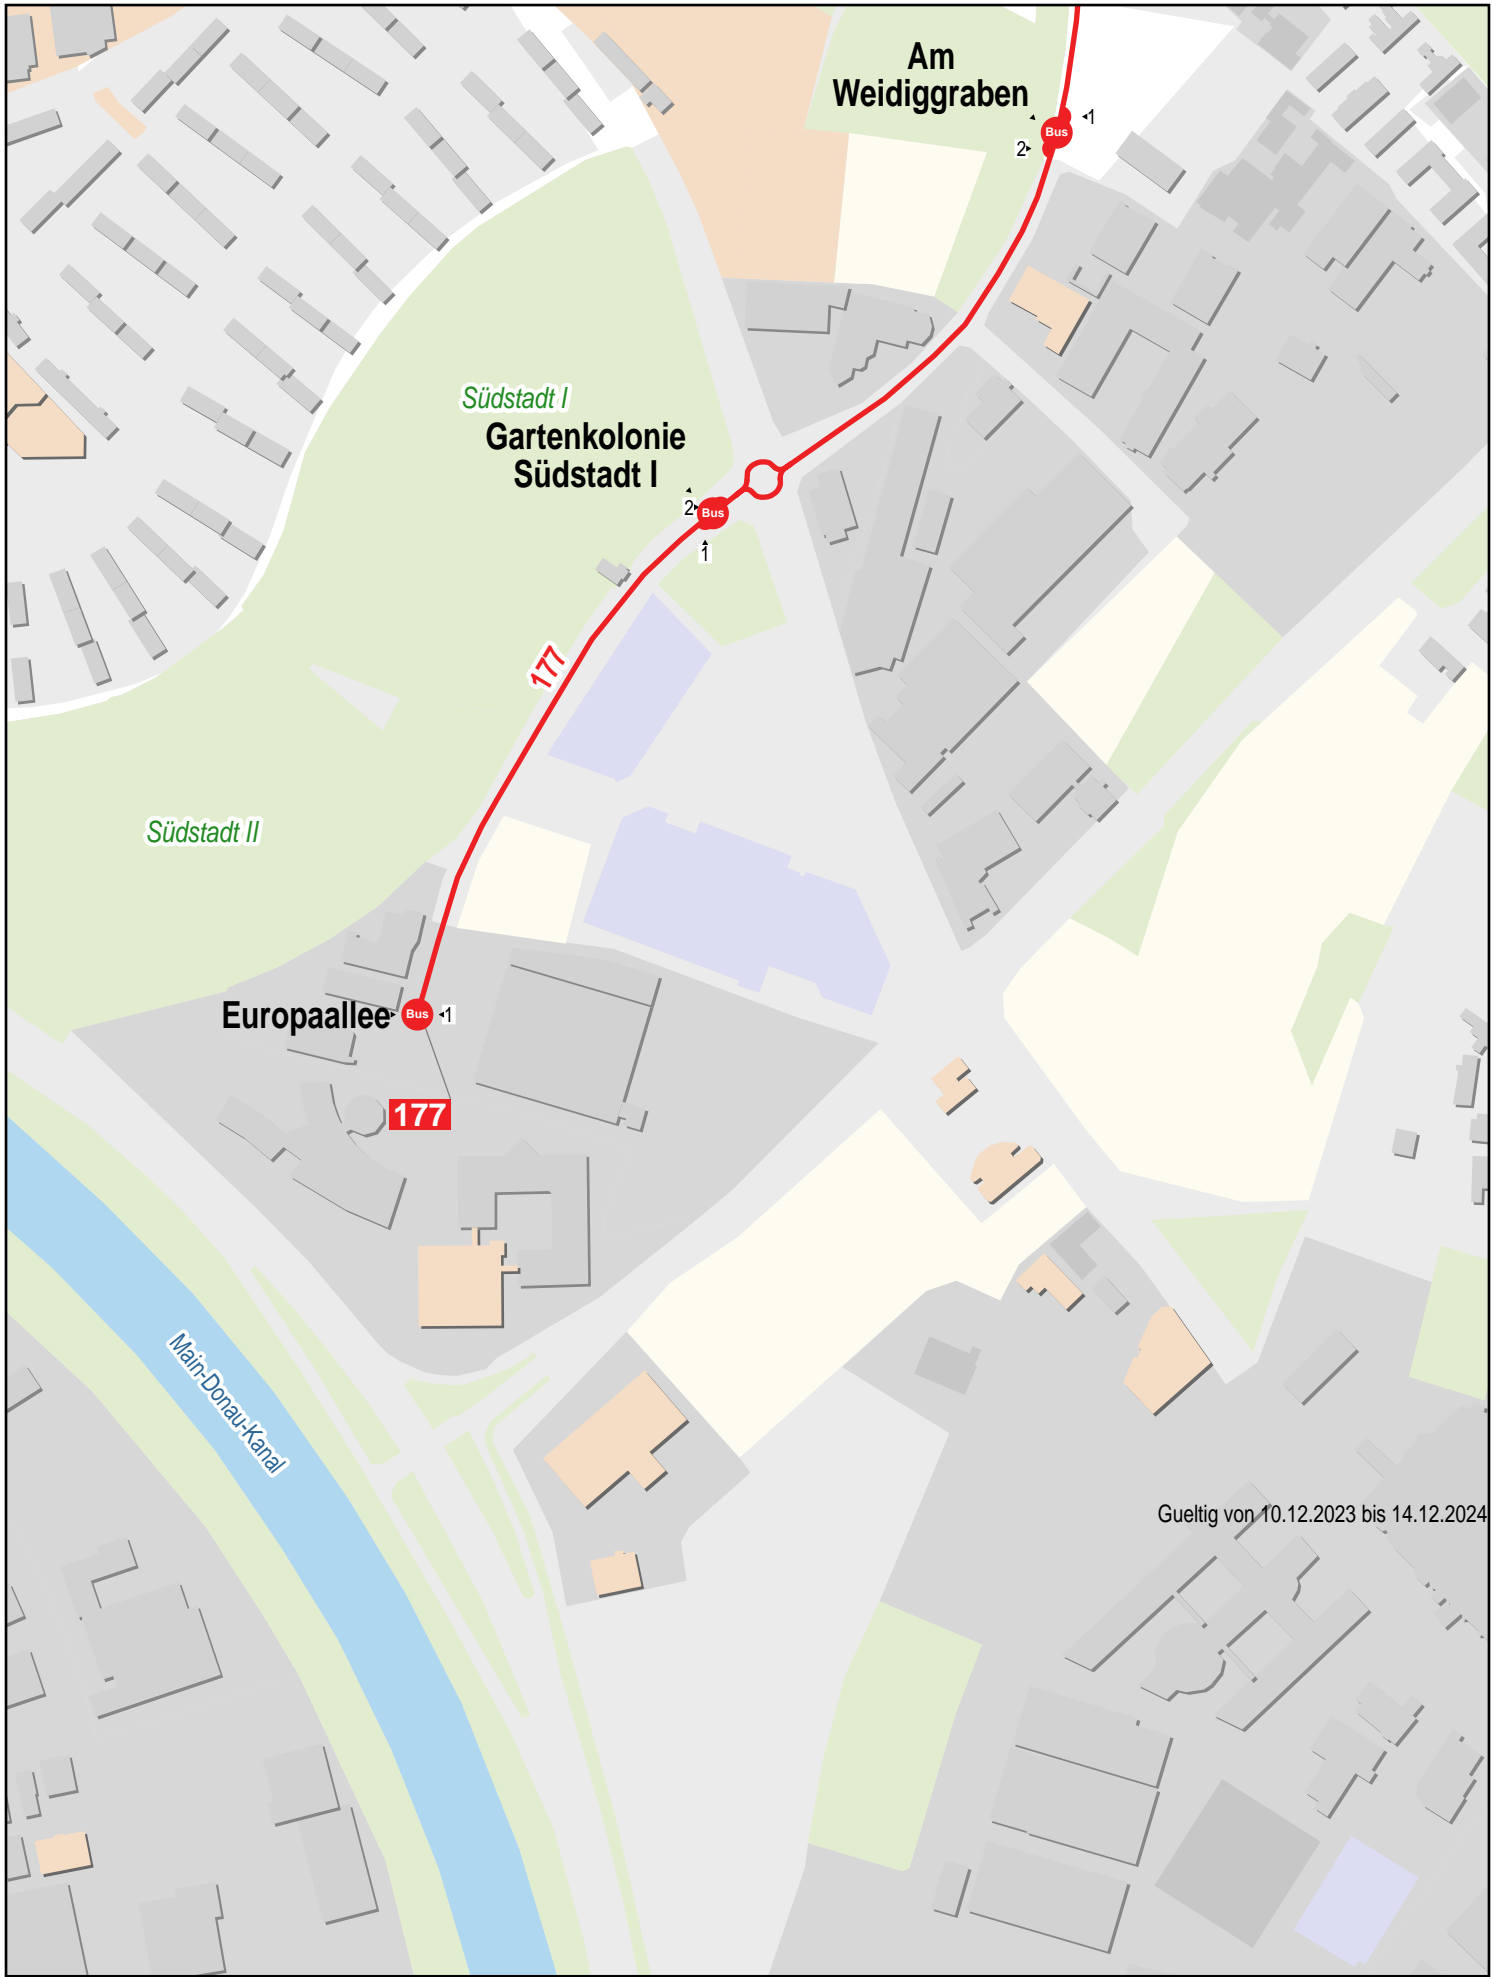 Am
Weidiggraben
Bus
1
2
Südstadt I
Gartenkolonie
Südstadt I
2
Bus
1
177
Südstadt II
Europaallee
Bus
1
177
Main-Donau-Kanal
Gueltig von 10.12.2023 bis 14.12.2024